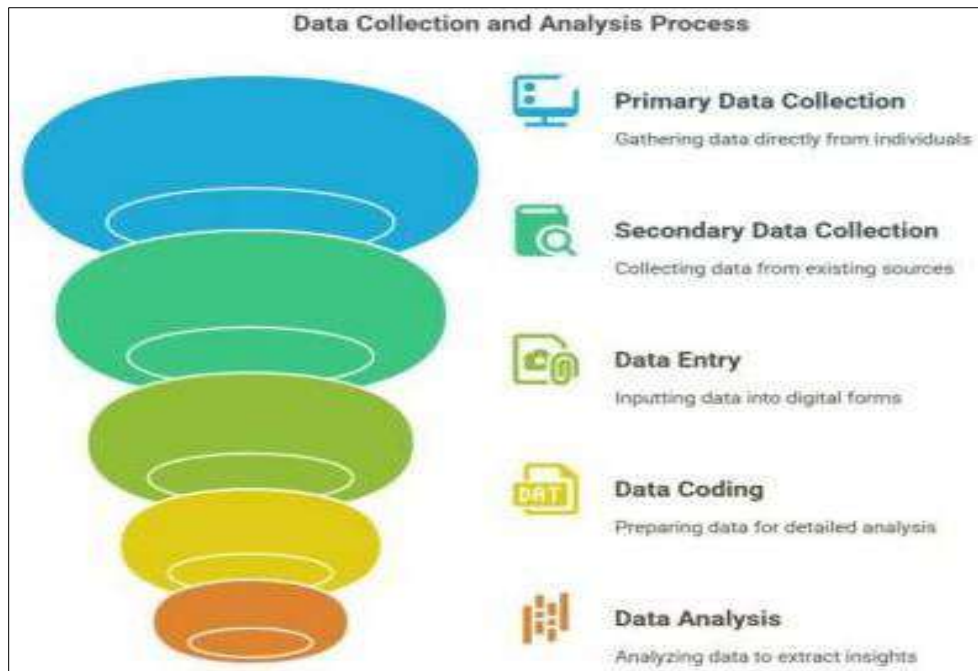 Data Collection and Analysis Process
Primary Data Collection
Gathering data directly from individuals
Secondary Data Collection
Collecting data from existing sources
Data Entry
Inputting data into digital forms
DAT
Data Coding
Preparing data for detailed analysis
Data Analysis
Analyzing data to extract insights